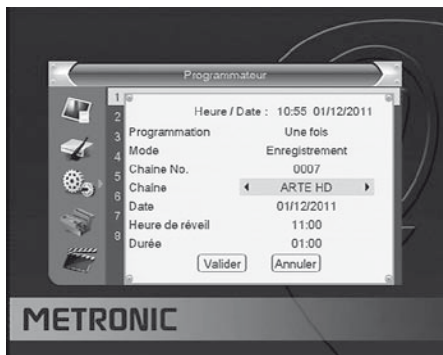 Programmateur
1
2
3
4
5
6
7
8
Heure / Date : 10:55 01/12/2011
Programmation Une fois
Mode Enregistrement
Chaîne No. 0007
Chaîne ARTE HD
Date 01/12/2011
Heure de réveil 11:00
Durée 01:00
Valider Annuler
METRONIC